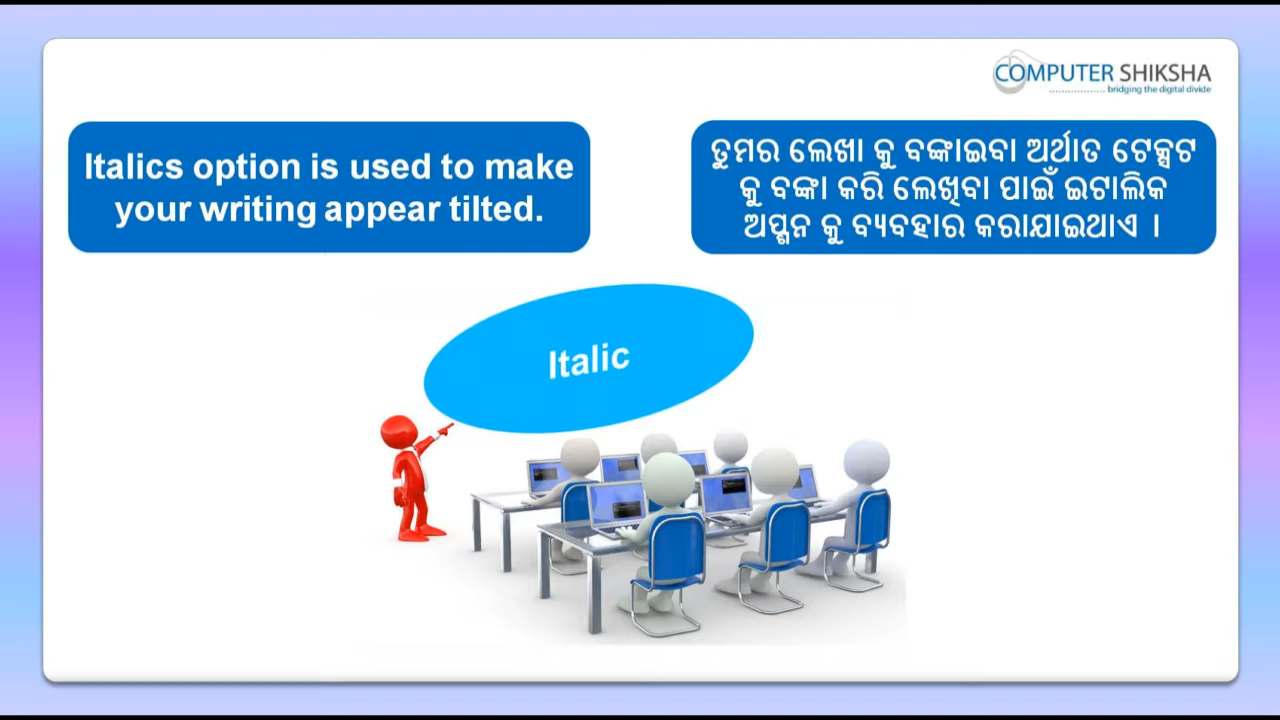 COMPUTER SHIKSHA
bridging the digital divide
Italics option is used to make
your writing appear tilted.
ତୁମର ଲେଖା କୁ ବଙ୍କାଇବା ଅର୍ଥାତ ଟେକ୍ସଟ
କୁ ବଙ୍କା କରି ଲେଖିବା ପାଇଁ ଇଟାଲିକ
ଅପ୍ଶନ କୁ ବ୍ୟବହାର କରାଯାଇଥାଏ ।
Italic